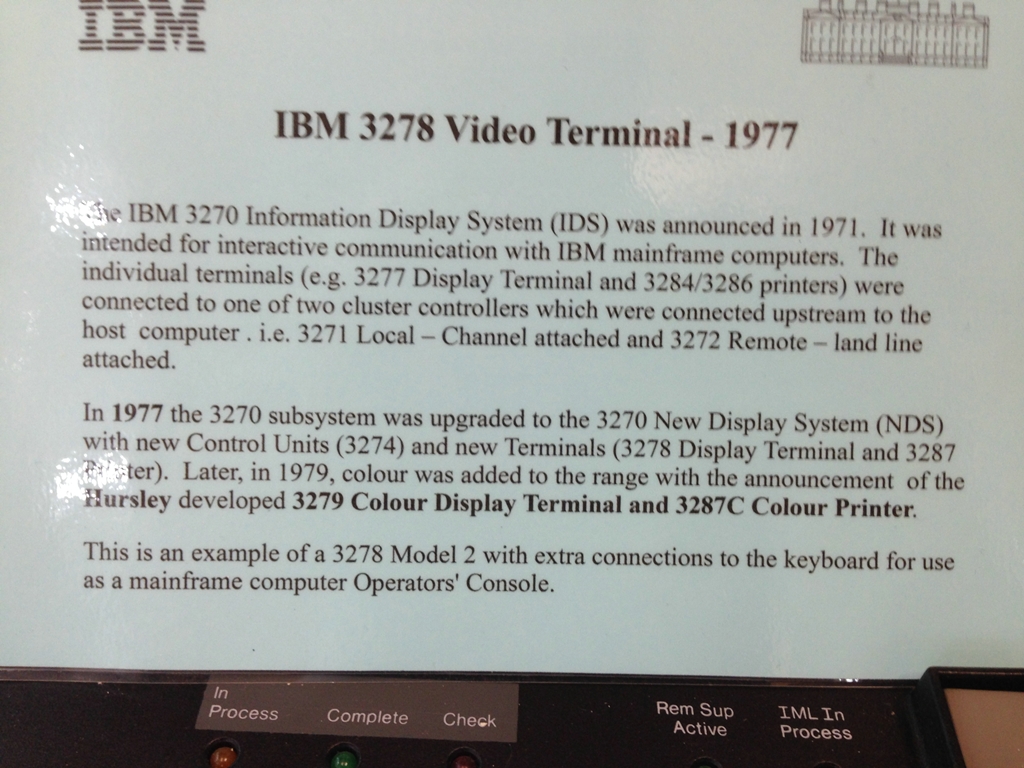 IBM
IBM 3278 Video Terminal - 1977
The IBM 3270 Information Display System (IDS) was announced in 1971. It was
intended for interactive communication with IBM mainframe computers. The
individual terminals (e.g. 3277 Display Terminal and 3284/3286 printers) were
connected to one of two cluster controllers which were connected upstream to the
host computer . i.e. 3271 Local – Channel attached and 3272 Remote – land line
attached.
In 1977 the 3270 subsystem was upgraded to the 3270 New Display System (NDS)
with new Control Units (3274) and new Terminals (3278 Display Terminal and 3287
Printer). Later, in 1979, colour was added to the range with the announcement of the
Hursley developed 3279 Colour Display Terminal and 3287C Colour Printer.
This is an example of a 3278 Model 2 with extra connections to the keyboard for use
as a mainframe computer Operators' Console.
In
Process
Complete
Check
Rem Sup
Active
IML In
Process